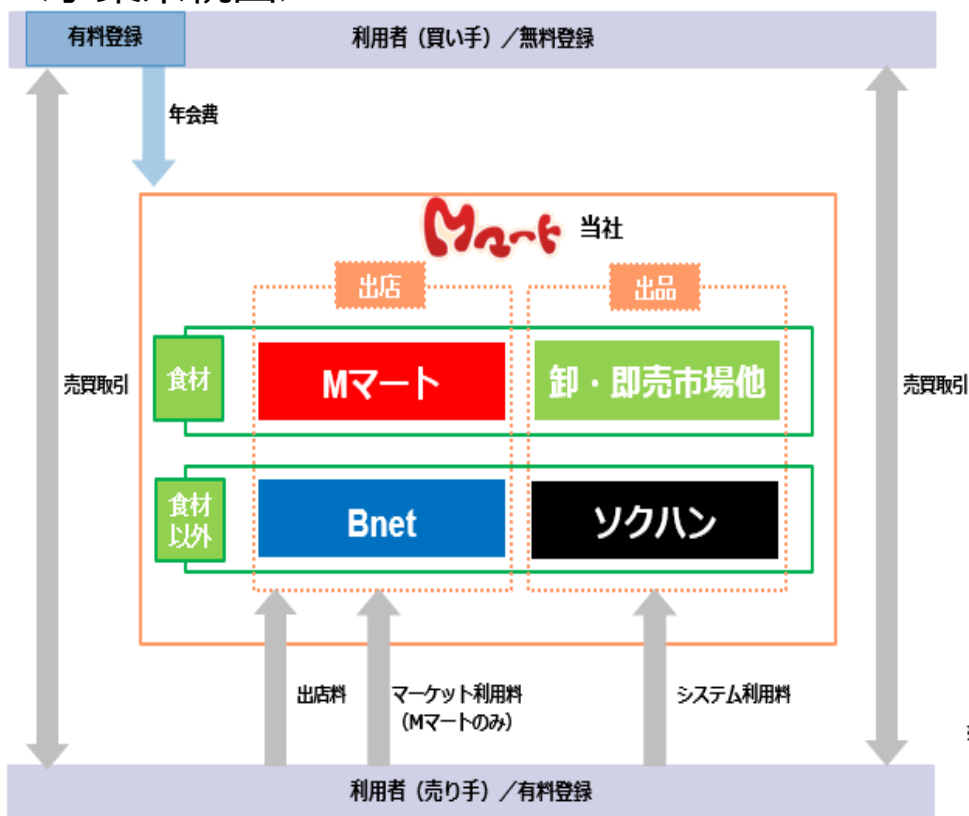 有料登録
利用者（買い手）／無料登録
年会費
Mマート 当社
出店
出品
売買取引
食材
Mマート
卸・即売市場他
売買取引
食材
以外
Bnet
ソクハン
出店料
マーケット利用料
（Mマートのみ）
システム利用料
利用者（売り手）／有料登録